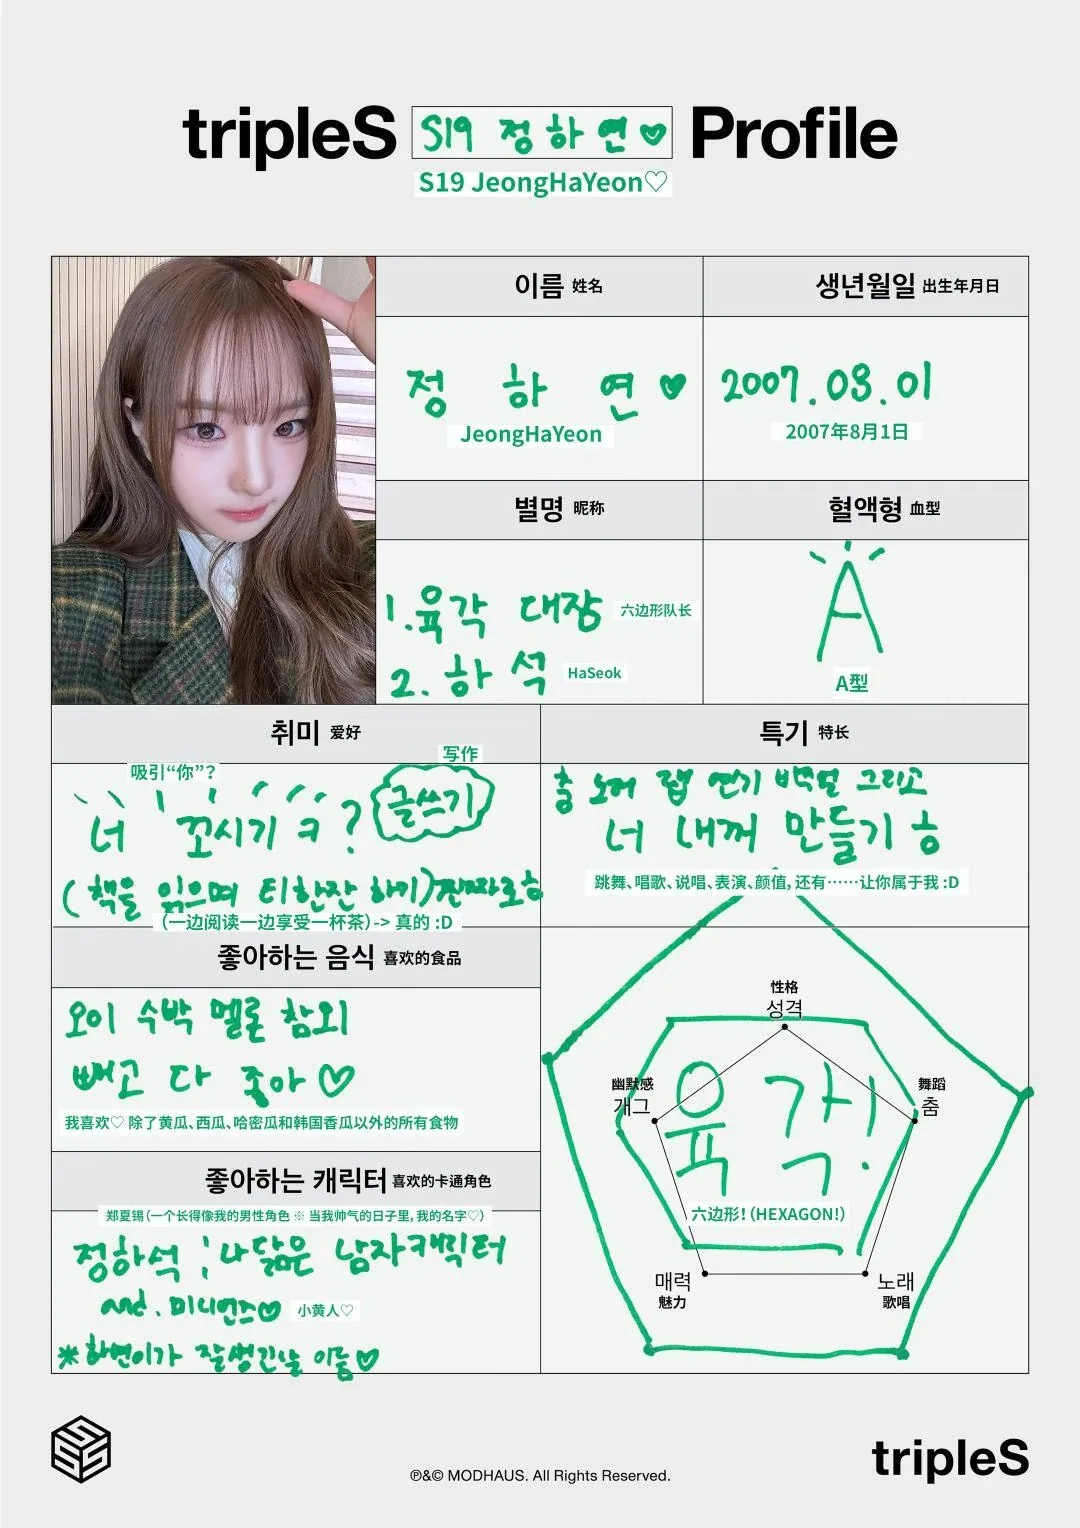 tripleS S19 정하연♡ Profile
S19 JeongHaYeon♡
이름 姓名
생년월일 出生年月日
정 하 연 ♡
JeongHaYeon
2007.08.01
2007年8月1日
별명 昵称
혈액형 血型
1.육각 대장 六边形队长
2. 하석 HaSeok
A
A型
취미 爱好
특기 特长
吸引“你”?
写作
너 꼬시기 ㅋ?
글쓰기
(책을 읽으며 티한잔 하기)찐짜로ㅎ
(一边阅读一边享受一杯茶)-> 真的 :D
춤 노래 랩 연기 비주얼 그리고
너 내꺼 만들기 ㅎ
跳舞、唱歌、说唱、表演、颜值, 还有……让你属于我 :D
좋아하는 음식 喜欢的食品
오이 수박 멜론 참외
빼고 다 좋아♡
我喜欢♡ 除了黄瓜、西瓜、哈密瓜和韩国香瓜以外的所有食物
좋아하는 캐릭터 喜欢的卡通角色
郑夏锡 (一个长得像我的男性角色 ※ 当我帅气的日子里, 我的名字♡)
정하석 ; 나 닮은 남자캐릭터
and. 미니언즈♡ 小黄人♡
※하연이가 잘생긴날 이름♡
性格
성격
幽默感
개그
舞蹈
춤
육각!
六边形! (HEXAGON!)
매력
魅力
노래
歌唱
SSS
℗&© MODHAUS. All Rights Reserved.
tripleS